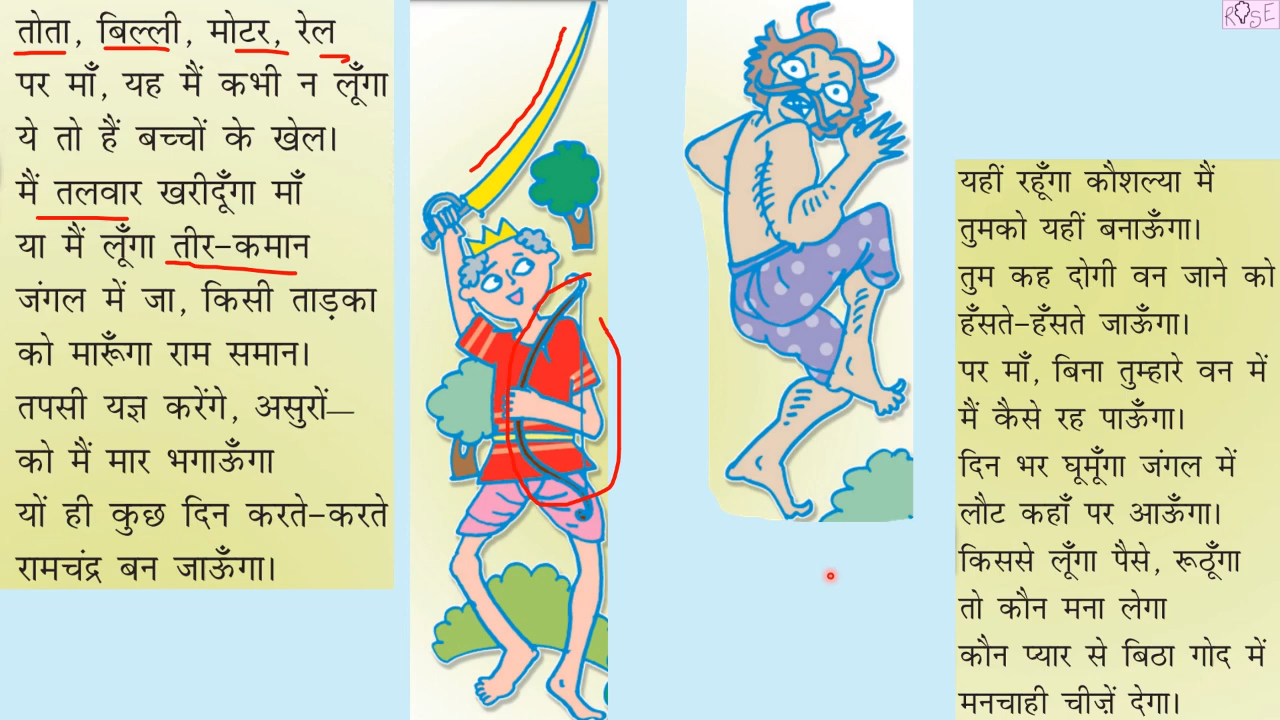 तोता, बिल्ली, मोटर, रेल
पर माँ, यह मैं कभी न लूँगा
ये तो हैं बच्चों के खेल।
मैं तलवार खरीदूँगा माँ
या मैं लूँगा तीर–कमान
जंगल में जा, किसी ताड़का
को मारूँगा राम समान।
तपसी यज्ञ करेंगे, असुरों—
को मैं मार भगाऊँगा
यों ही कुछ दिन करते–करते
रामचंद्र बन जाऊँगा।
यहीं रहूँगा कौशल्या मैं
तुमको यहीं बनाऊँगा।
तुम कह दोगी वन जाने को
हँसते–हँसते जाऊँगा।
पर माँ, बिना तुम्हारे वन में
मैं कैसे रह पाऊँगा।
दिन भर घूमूँगा जंगल में
लौट कहाँ पर आऊँगा।
किससे लूँगा पैसे, रूठूँगा
तो कौन मना लेगा
कौन प्यार से बिठा गोद में
मनचाही चीज़ें देगा।
ROSE